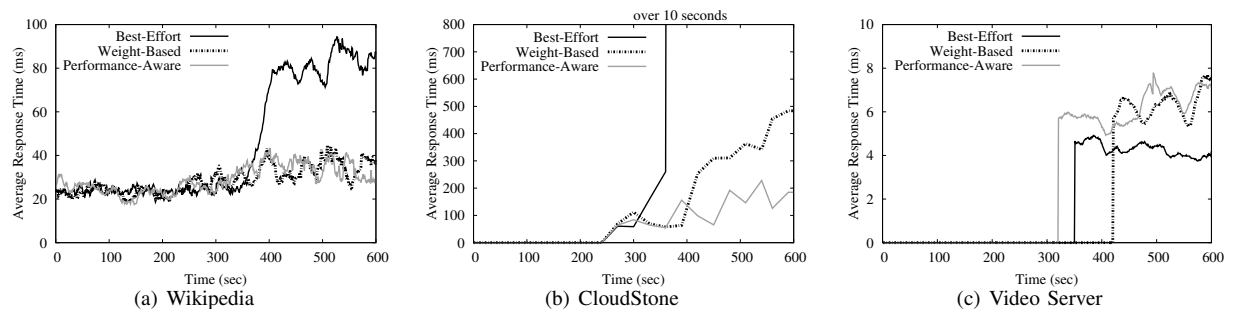 Average Response Time (ms)
100
80
60
40
20
0
Best-Effort
Weight-Based
Performance-Aware
0 100 200 300 400 500 600
Time (sec)
(a) Wikipedia
over 10 seconds
Average Response Time (ms)
800
700
600
500
400
300
200
100
0
Best-Effort
Weight-Based
Performance-Aware
0 100 200 300 400 500 600
Time (sec)
(b) CloudStone
Average Response Time (ms)
10
8
6
4
2
0
Best-Effort
Weight-Based
Performance-Aware
0 100 200 300 400 500 600
Time (sec)
(c) Video Server